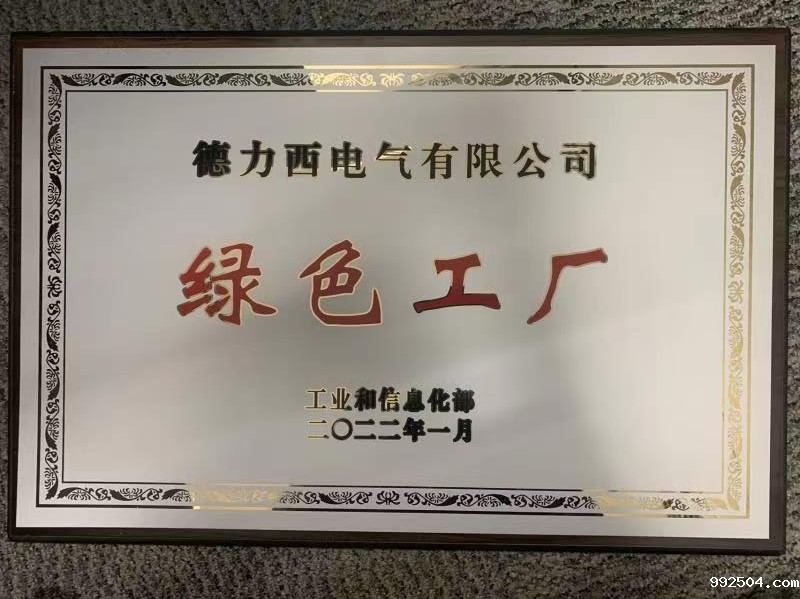 德力西电气有限公司
绿色工厂
工业和信息化部
二〇二二年一月
992504.com